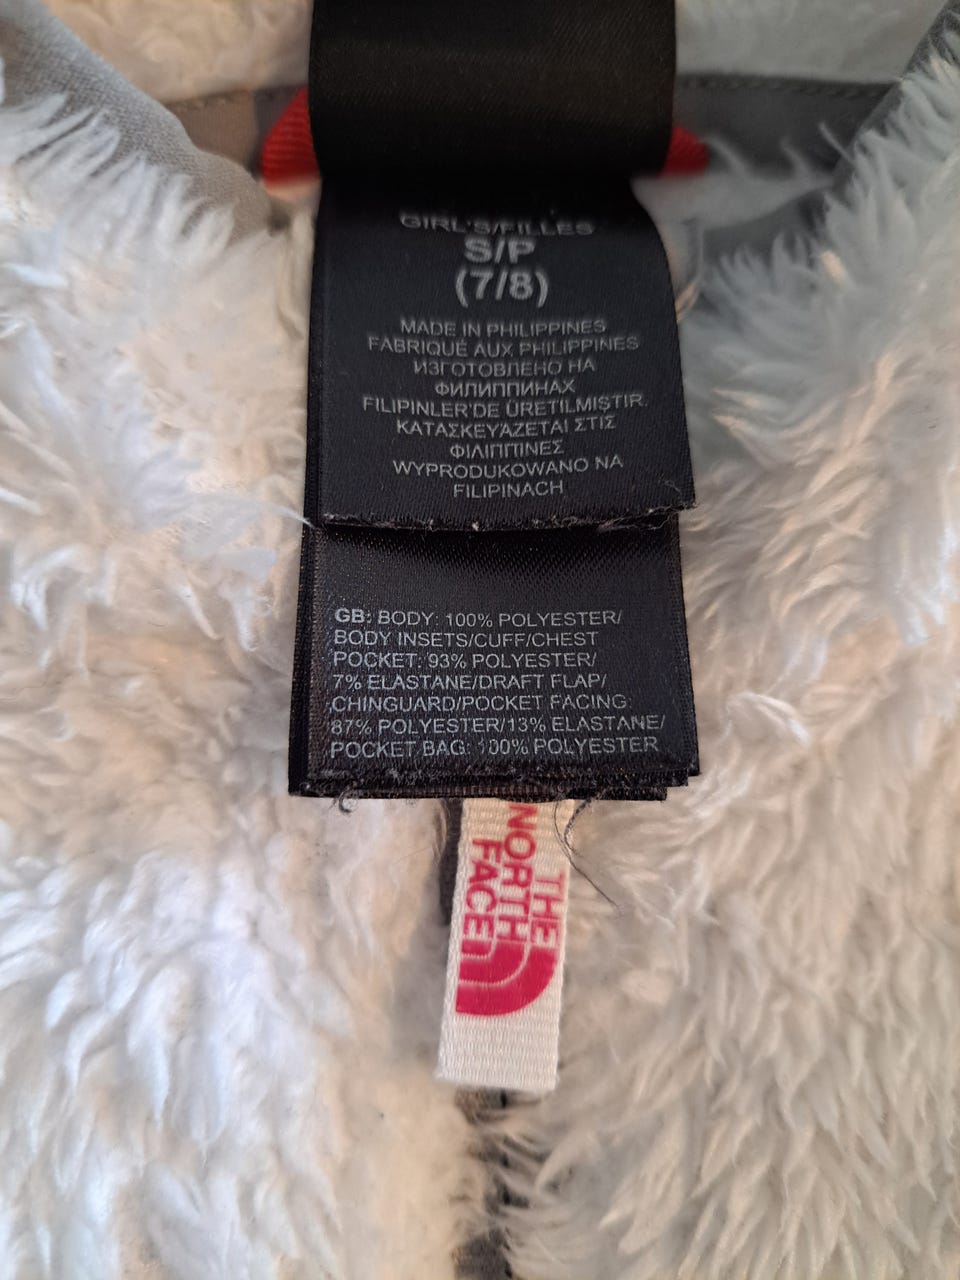 GIRL'S/FILLES
S/P
(7/8)
MADE IN PHILIPPINES
FABRIQUÉ AUX PHILIPPINES
ИЗГОТОВЛЕНО НА
ФИЛИППИНАХ
FILIPINLER'DE ÜRETILMIŞTIR.
ΚΑΤΑΣΚΕΥΑΖΕΤΑΙ ΣΤΙΣ
ΦΙΛΙΠΠΙΝΕΣ
WYPRODUKOWANO NA
FILIPINACH
GB: BODY: 100% POLYESTER/
BODY INSETS/CUFF/CHEST
POCKET: 93% POLYESTER/
7% ELASTANE/DRAFT FLAP/
CHINGUARD/POCKET FACING:
87% POLYESTER/13% ELASTANE/
POCKET BAG: 100% POLYESTER
THE
NORTH
FACE